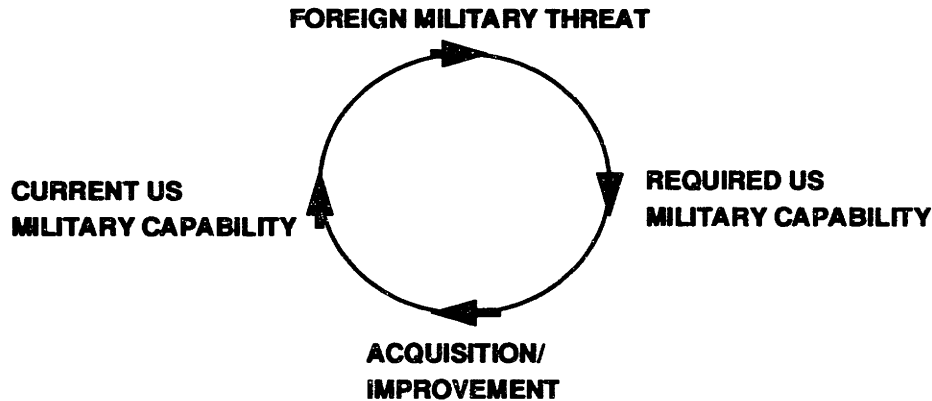 FOREIGN MILITARY THREAT
CURRENT US
MILITARY CAPABILITY
REQUIRED US
MILITARY CAPABILITY
ACQUISITION/
IMPROVEMENT